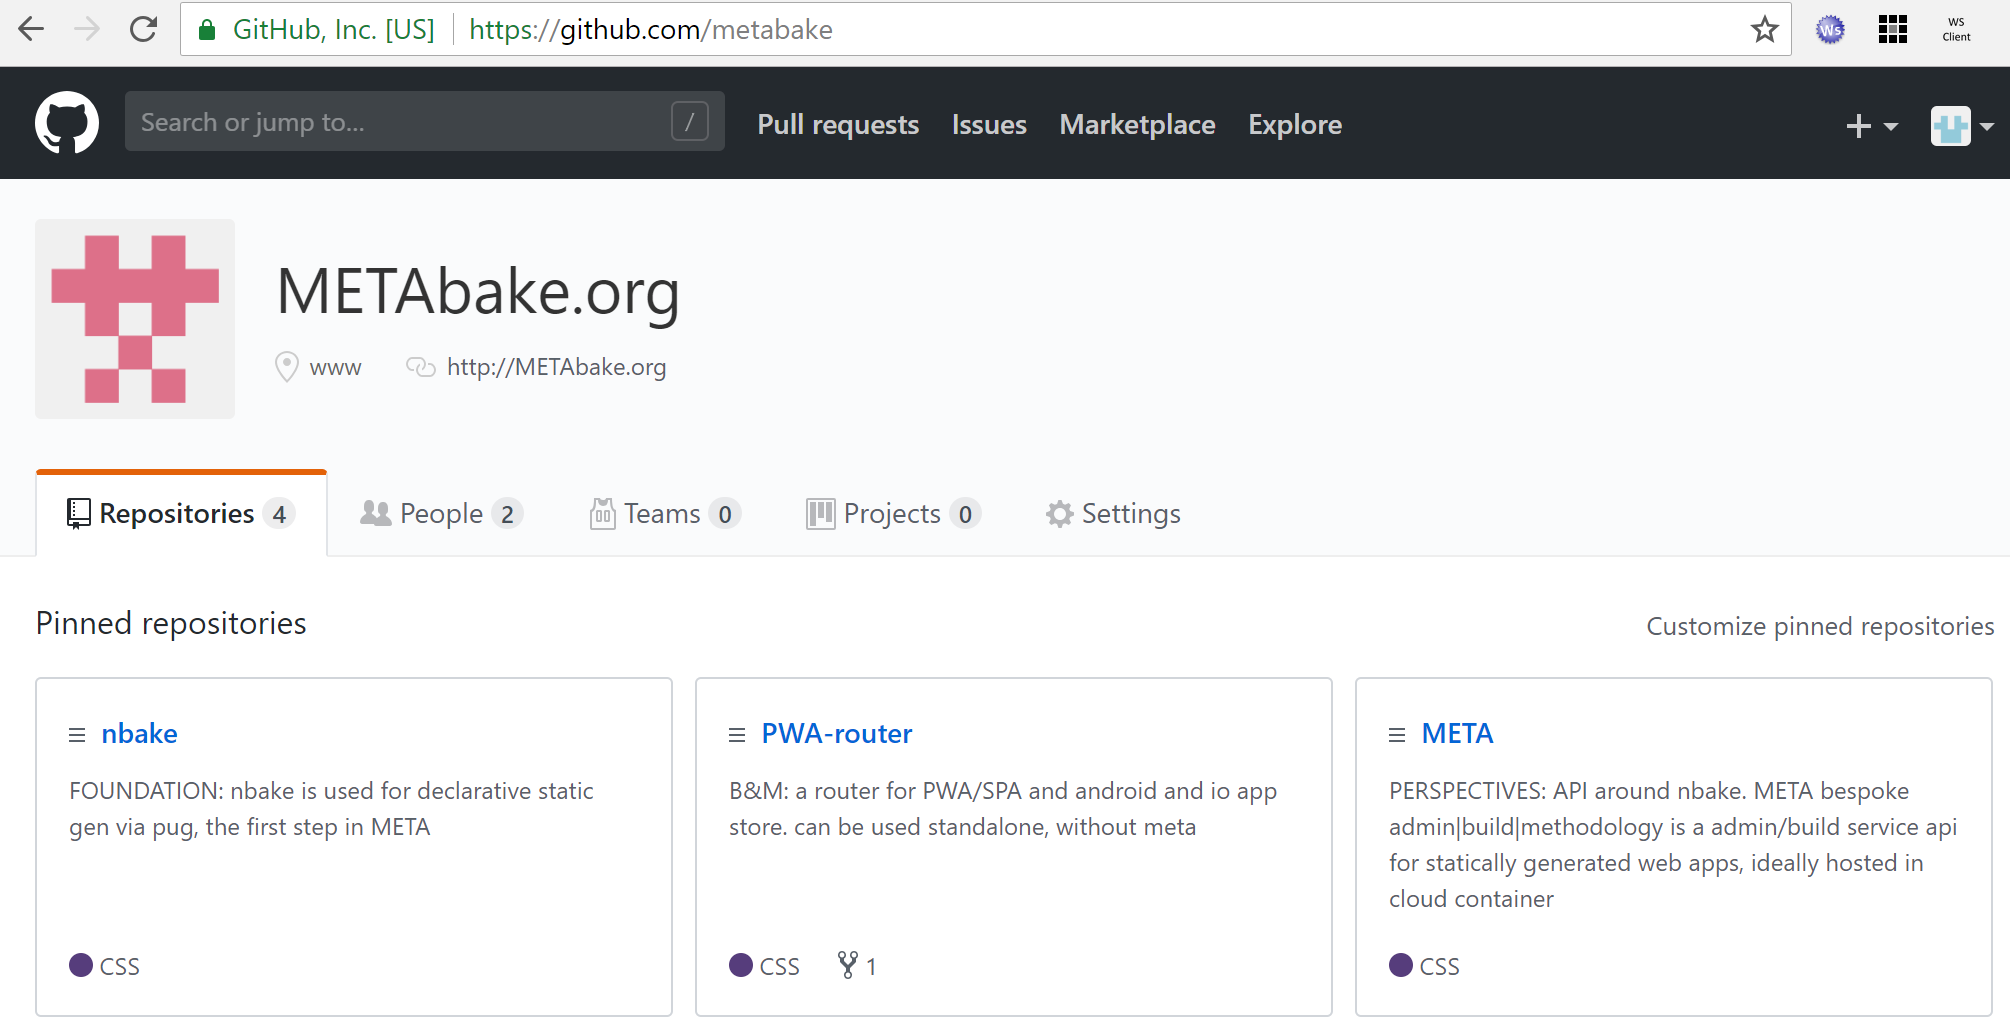 GitHub, Inc. [US] https://github.com/metabake
Ws
WS
Client
Search or jump to... /
Pull requests Issues Marketplace Explore
METAbake.org
www http://METAbake.org
Repositories 4 People 2 Teams 0 Projects 0 Settings
Pinned repositories
Customize pinned repositories
nbake
FOUNDATION: nbake is used for declarative static
gen via pug, the first step in META
CSS
PWA-router
B&M: a router for PWA/SPA and android and io app
store. can be used standalone, without meta
CSS 1
META
PERSPECTIVES: API around nbake. META bespoke
admin|build|methodology is a admin/build service api
for statically generated web apps, ideally hosted in
cloud container
CSS